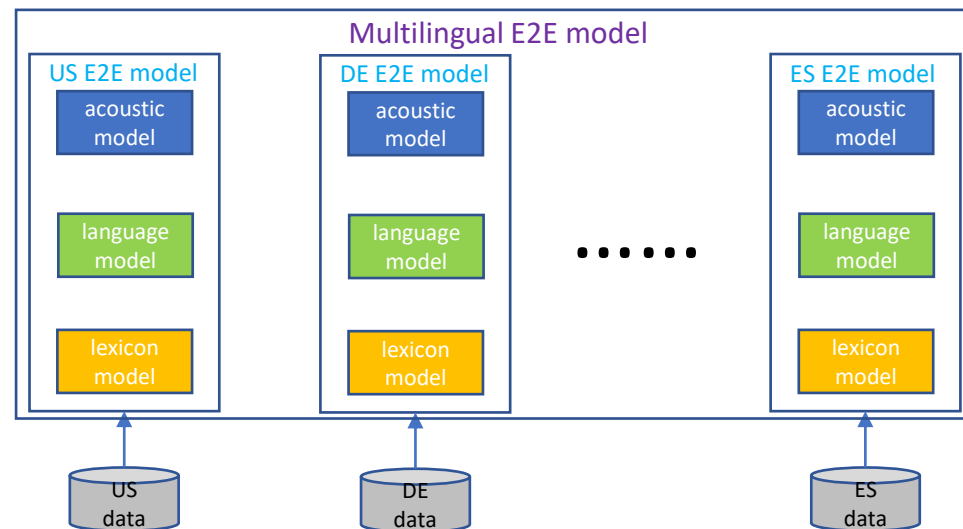 Multilingual E2E model
US E2E model
acoustic
model
language
model
lexicon
model
US
data
DE E2E model
acoustic
model
language
model
lexicon
model
DE
data
......
ES E2E model
acoustic
model
language
model
lexicon
model
ES
data